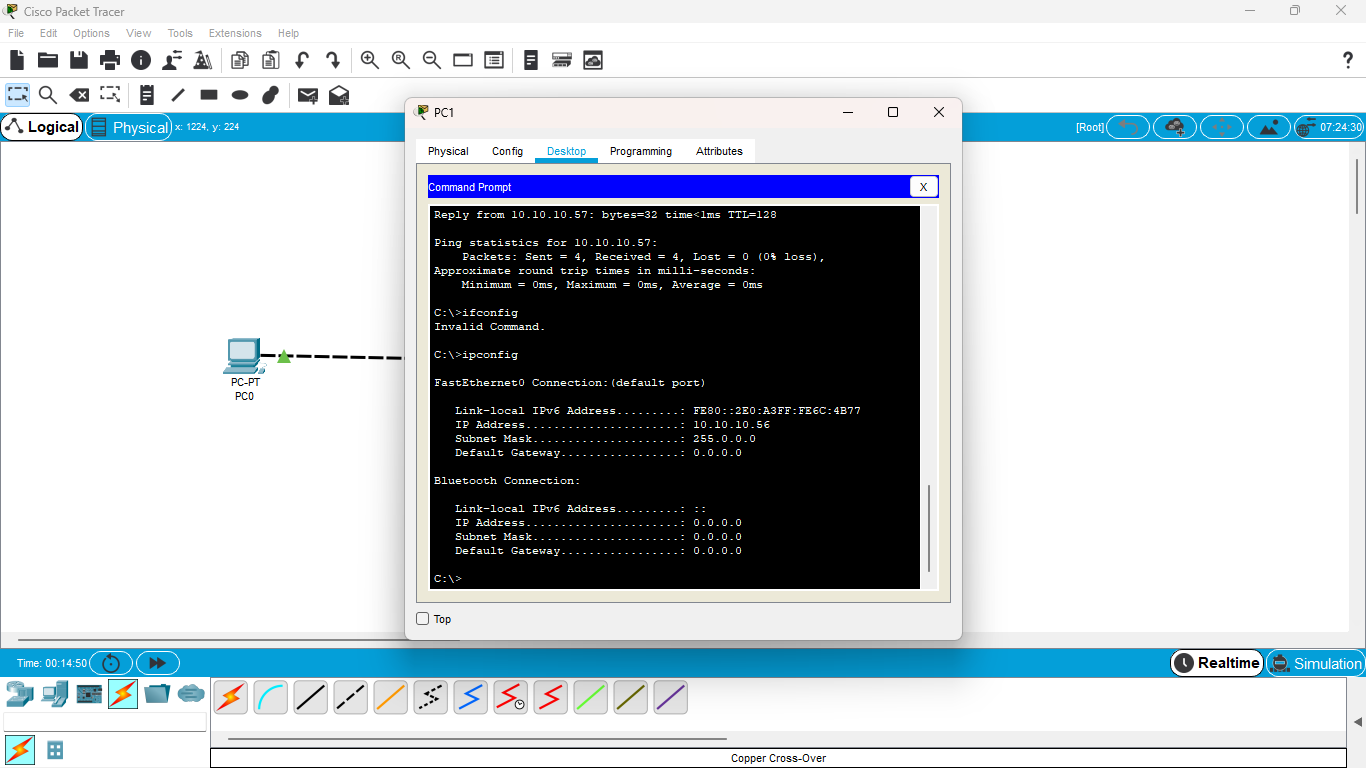 Cisco Packet Tracer
File Edit Options View Tools Extensions Help
Logical Physical x: 1224, y: 224
[Root] 07:24:30
PC1
Physical Config Desktop Programming Attributes
Command Prompt X
Reply from 10.10.10.57: bytes=32 time<1ms TTL=128
Ping statistics for 10.10.10.57:
Packets: Sent = 4, Received = 4, Lost = 0 (0% loss),
Approximate round trip times in milli-seconds:
Minimum = 0ms, Maximum = 0ms, Average = 0ms
C:\>ifconfig
Invalid Command.
C:\>ipconfig
FastEthernet0 Connection:(default port)
Link-local IPv6 Address.........: FE80::2E0:A3FF:FE6C:4B77
IP Address......................: 10.10.10.56
Subnet Mask.....................: 255.0.0.0
Default Gateway.................: 0.0.0.0
Bluetooth Connection:
Link-local IPv6 Address.........: ::
IP Address......................: 0.0.0.0
Subnet Mask.....................: 0.0.0.0
Default Gateway.................: 0.0.0.0
C:\>
Top
PC-PT
PC0
Time: 00:14:50
Realtime Simulation
Copper Cross-Over